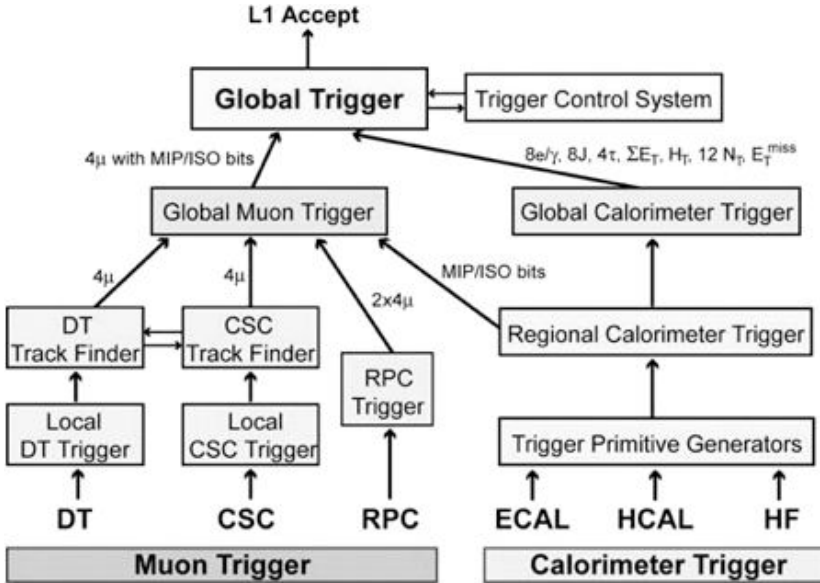 L1 Accept
Global Trigger
Trigger Control System
4μ with MIP/ISO bits
8e/γ, 8J, 4τ, ΣE_T, H_T, 12 N_T, E_T^miss
Global Muon Trigger
Global Calorimeter Trigger
4μ
4μ
2x4μ
MIP/ISO bits
DT
Track Finder
CSC
Track Finder
RPC
Trigger
Regional Calorimeter Trigger
Local
DT Trigger
Local
CSC Trigger
Trigger Primitive Generators
DT
CSC
RPC
ECAL
HCAL
HF
Muon Trigger
Calorimeter Trigger